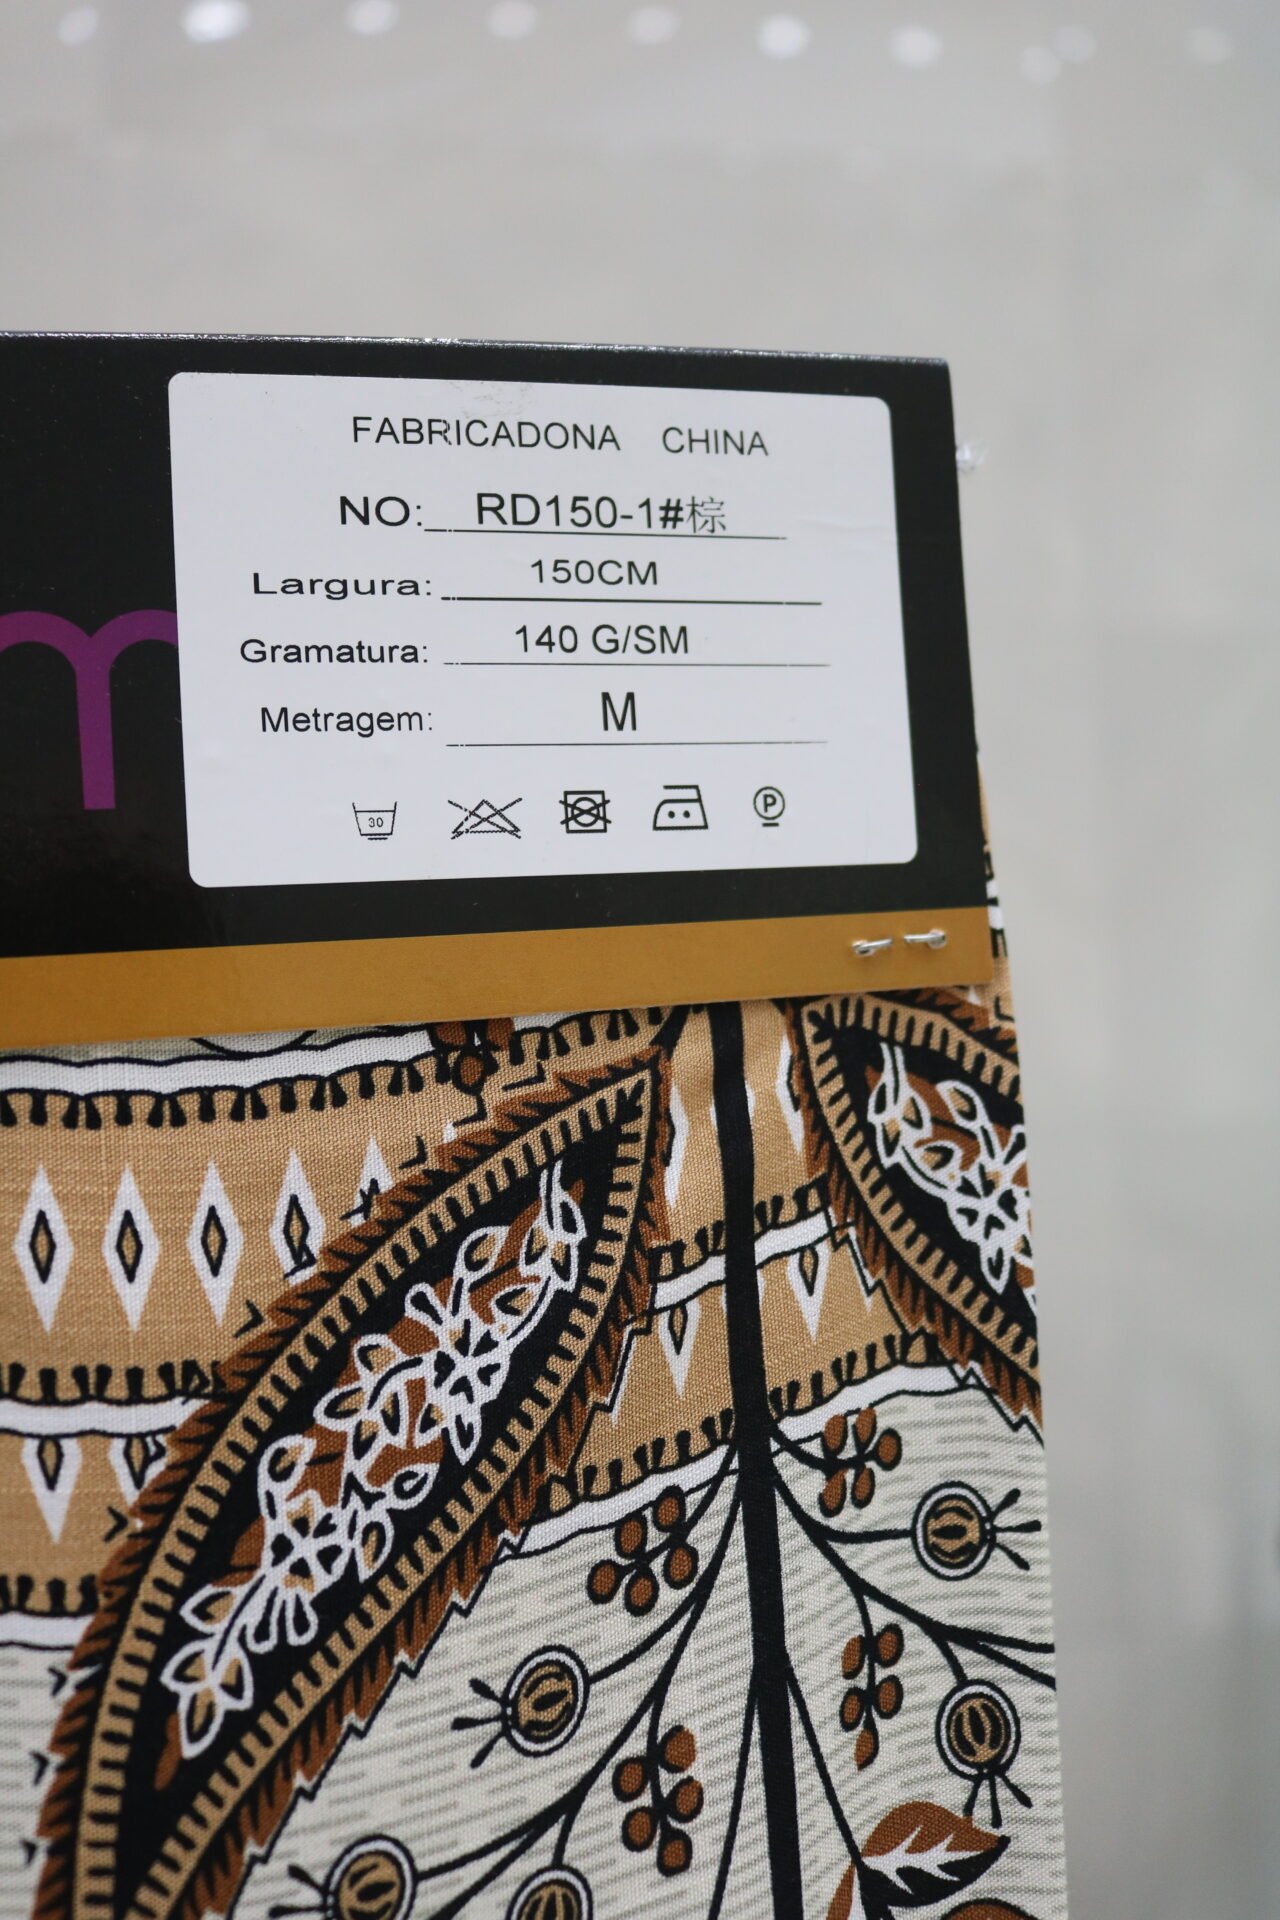 FABRICADONA CHINA
NO: RD150-1#棕
Largura: 150CM
Gramatura: 140 G/SM
Metragem: M
30
P
m